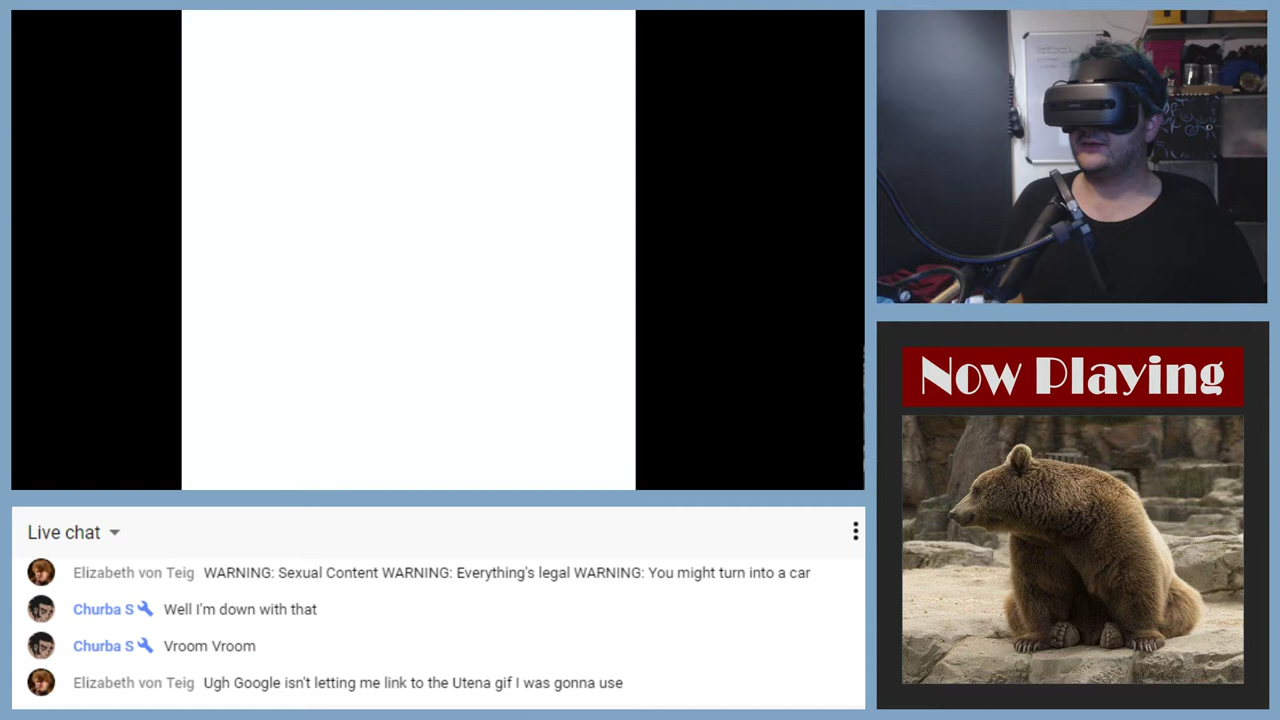 Now Playing
Live chat
Elizabeth von Teig WARNING: Sexual Content WARNING: Everything's legal WARNING: You might turn into a car
Churba S Well I'm down with that
Churba S Vroom Vroom
Elizabeth von Teig Ugh Google isn't letting me link to the Utena gif I was gonna use